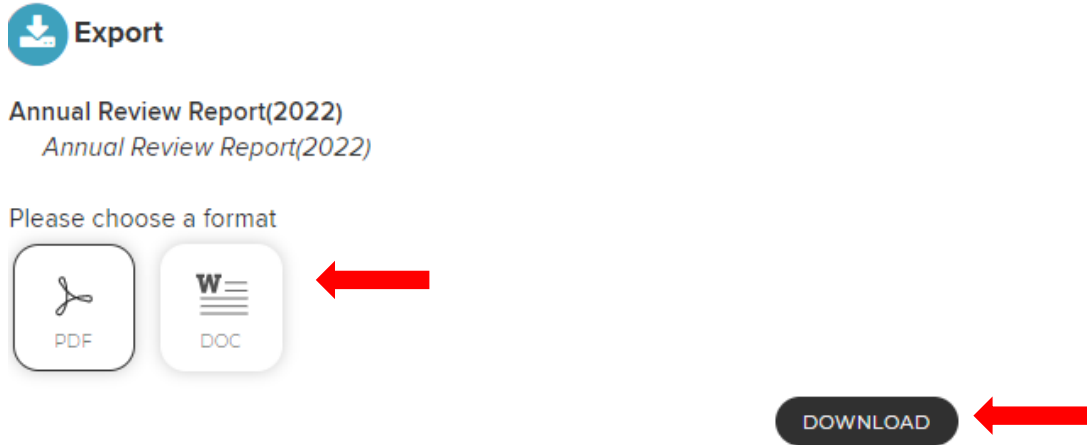 Export
Annual Review Report(2022)
Annual Review Report(2022)
Please choose a format
W
PDF
DOC
DOWNLOAD